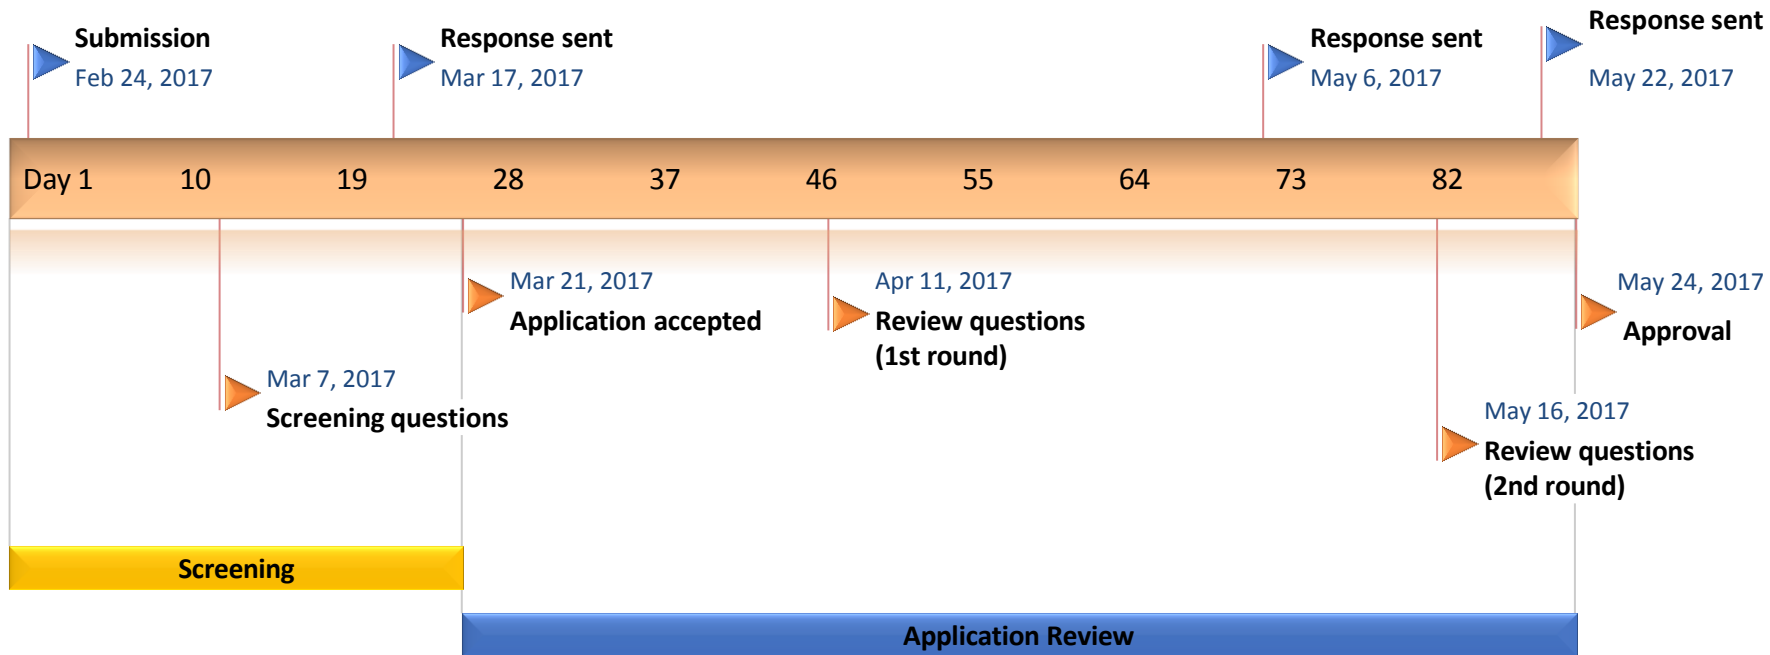 Submission
Feb 24, 2017
Response sent
Mar 17, 2017
Response sent
May 6, 2017
Response sent
May 22, 2017
Day 1 10 19 28 37 46 55 64 73 82
Mar 21, 2017
Application accepted
Apr 11, 2017
Review questions
(1st round)
May 24, 2017
Approval
Mar 7, 2017
Screening questions
May 16, 2017
Review questions
(2nd round)
Screening
Application Review